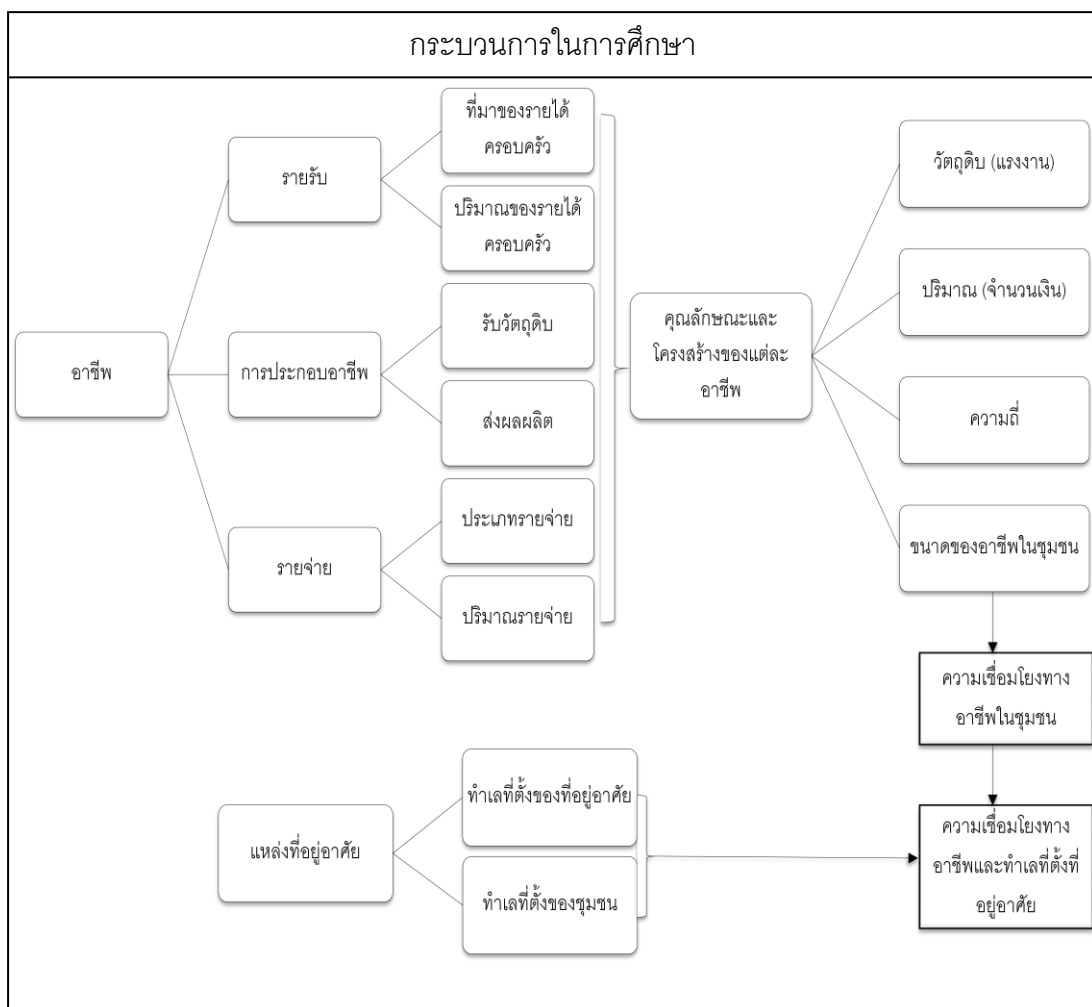 กระบวนการในการศึกษา
อาชีพ
รายรับ
การประกอบอาชีพ
รายจ่าย
ที่มาของรายได้
ครอบครัว
ปริมาณของรายได้
ครอบครัว
รับวัตถุดิบ
ส่งผลผลิต
ประเภทรายจ่าย
ปริมาณรายจ่าย
คุณลักษณะและ
โครงสร้างของแต่ละ
อาชีพ
วัตถุดิบ (แรงงาน)
ปริมาณ (จำนวนเงิน)
ความถี่
ขนาดของอาชีพในชุมชน
ความเชื่อมโยงทาง
อาชีพในชุมชน
แหล่งที่อยู่อาศัย
ทำเลที่ตั้งของที่อยู่อาศัย
ทำเลที่ตั้งของชุมชน
ความเชื่อมโยงทาง
อาชีพและทำเลที่ตั้งที่
อยู่อาศัย